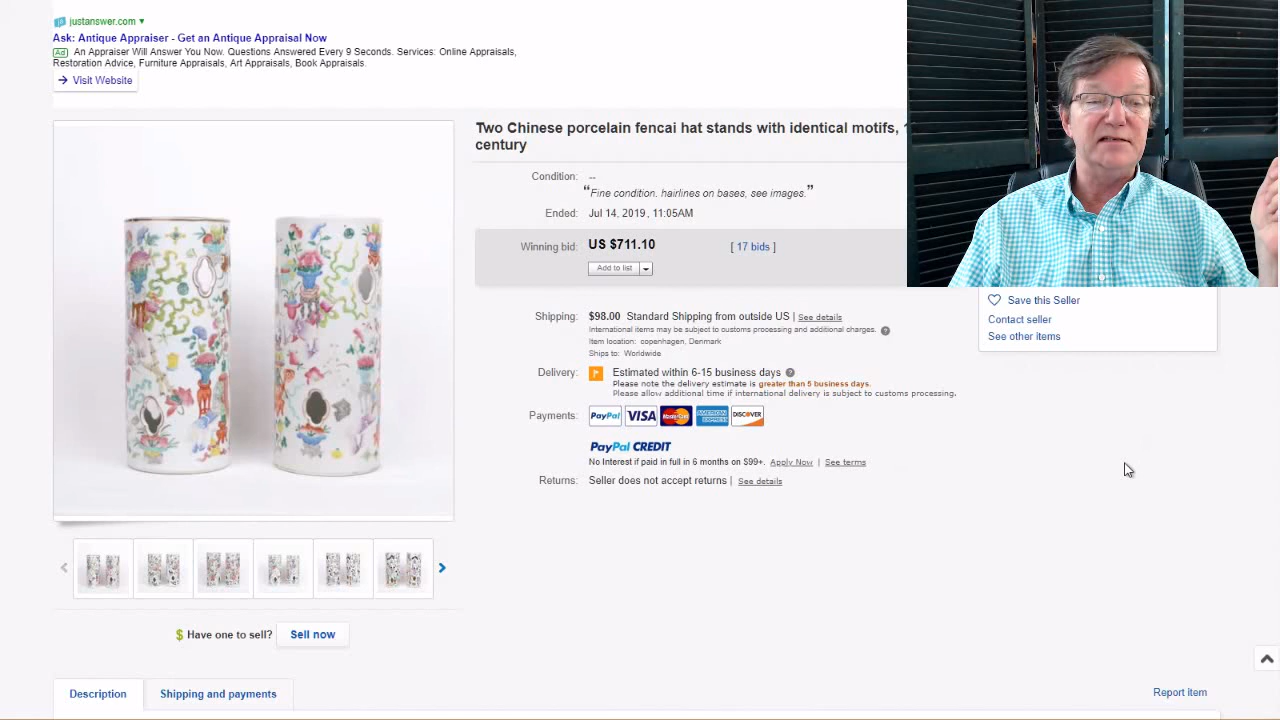 justanswer.com ▾
Ask: Antique Appraiser - Get an Antique Appraisal Now
Ad An Appraiser Will Answer You Now. Questions Answered Every 9 Seconds. Services: Online Appraisals,
Restoration Advice, Furniture Appraisals, Art Appraisals, Book Appraisals.
→ Visit Website
Two Chinese porcelain fencai hat stands with identical motifs,
century
Condition: --
“Fine condition. hairlines on bases, see images.”
Ended: Jul 14, 2019 , 11:05AM
Winning bid: US $711.10 [ 17 bids ]
Add to list
Shipping: $98.00 Standard Shipping from outside US | See details
International items may be subject to customs processing and additional charges. ?
Item location: copenhagen, Denmark
Ships to: Worldwide
Delivery: Estimated within 6-15 business days ?
Please note the delivery estimate is greater than 5 business days.
Please allow additional time if international delivery is subject to customs processing.
Payments: PayPal VISA MasterCard AMERICAN EXPRESS DISCOVER
PayPal CREDIT
No Interest if paid in full in 6 months on $99+. Apply Now | See terms
Returns: Seller does not accept returns | See details
Save this Seller
Contact seller
See other items
$ Have one to sell? Sell now
Description
Shipping and payments
Report item